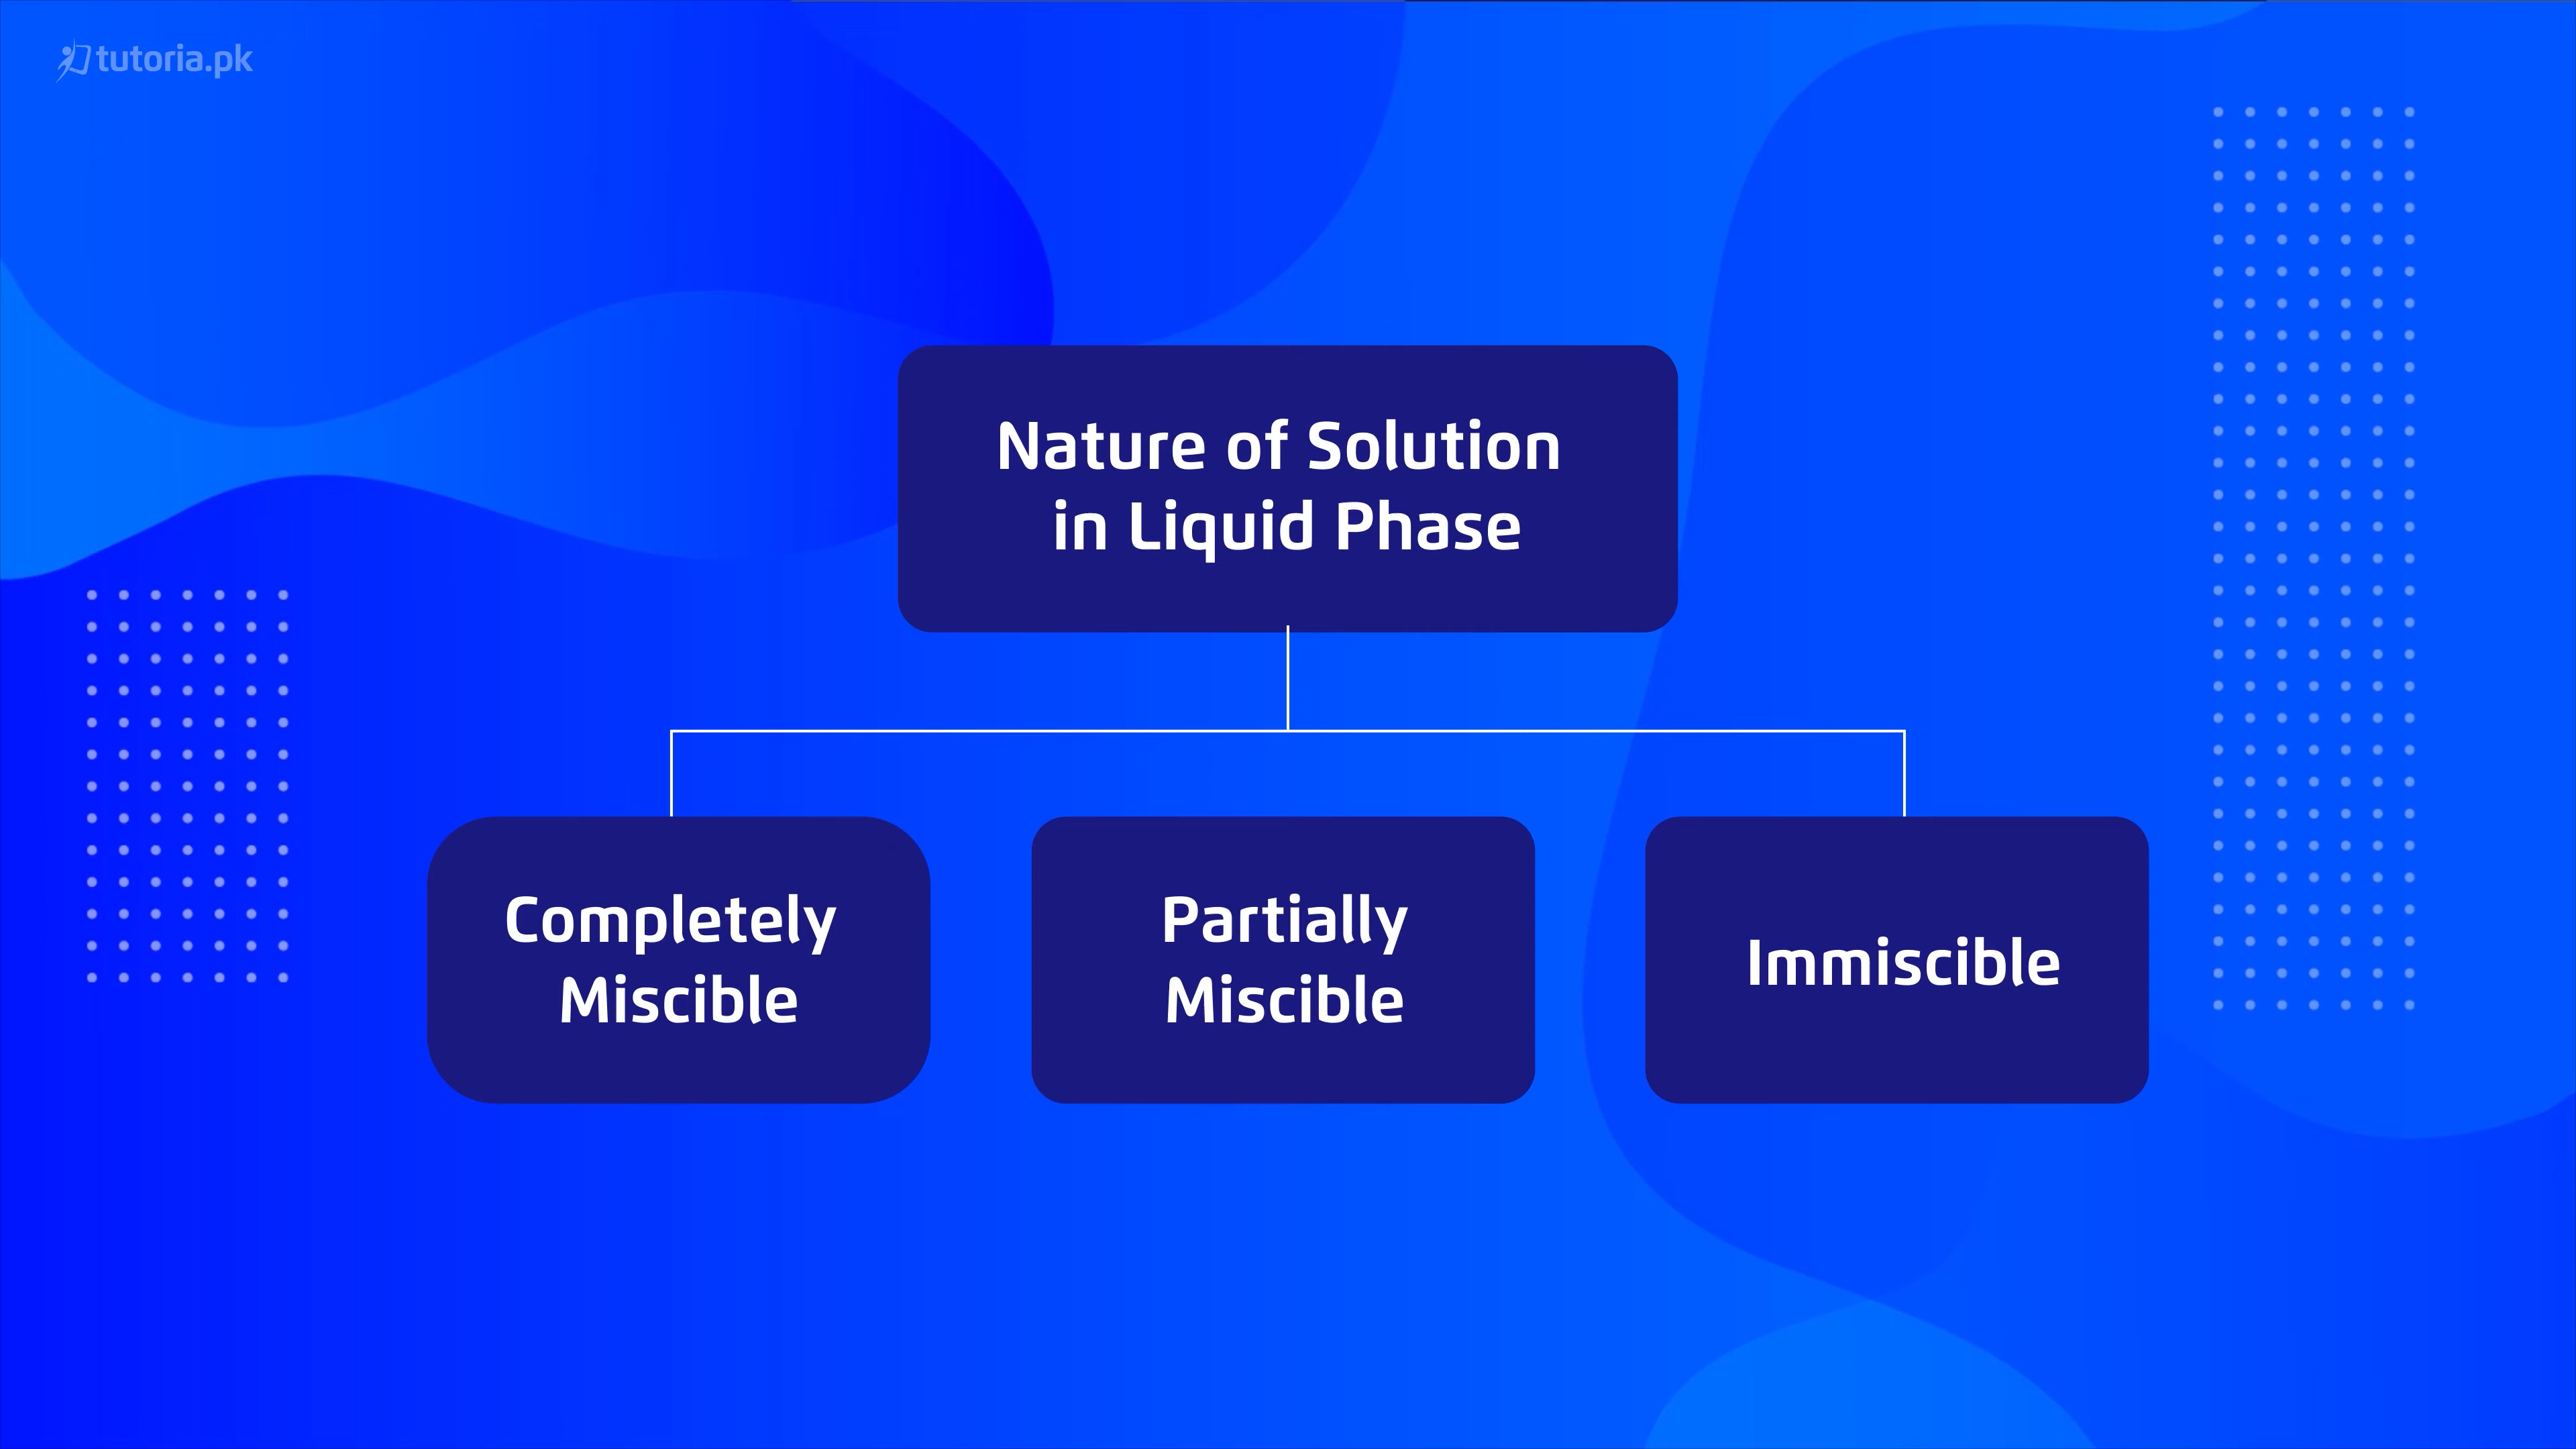 tutoria.pk
Nature of Solution
in Liquid Phase
Completely
Miscible
Partially
Miscible
Immiscible